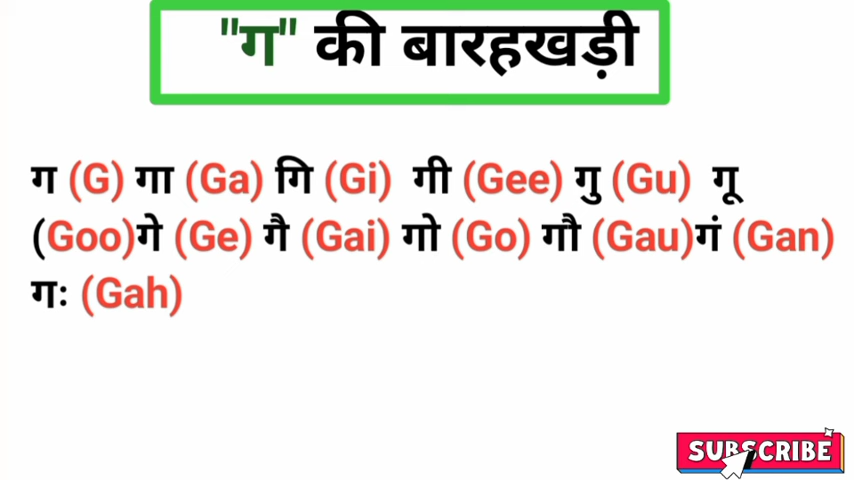 "ग" की बारहखड़ी
ग (G) गा (Ga) गि (Gi) गी (Gee) गु (Gu) गू
(Goo)गे (Ge) गै (Gai) गो (Go) गौ (Gau)गं (Gan)
गः (Gah)
SUBSCRIBE